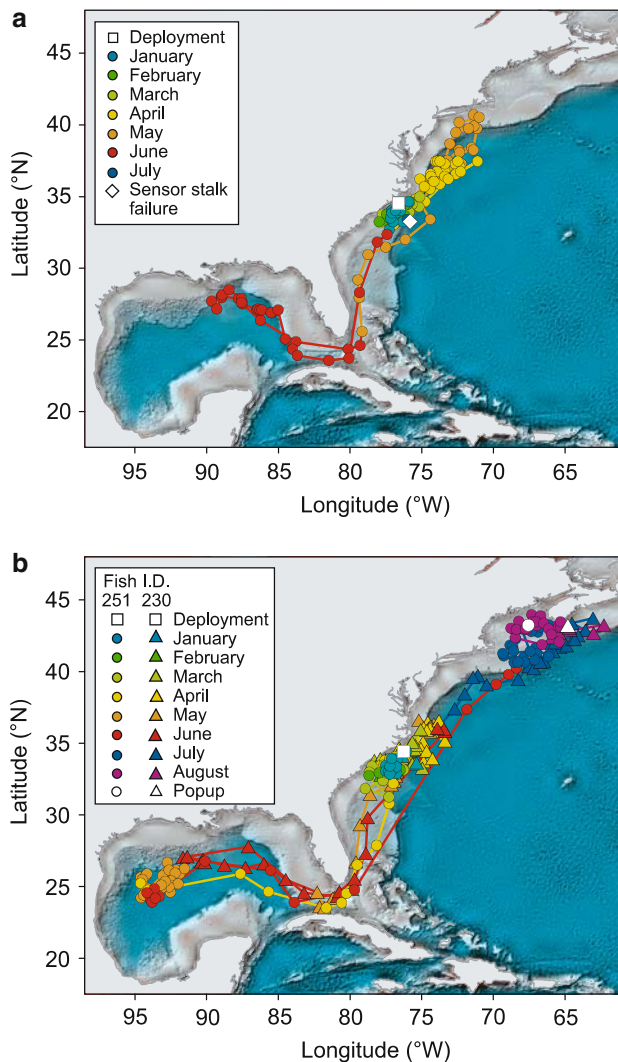 a
Deployment
January
February
March
April
May
June
July
Sensor stalk
failure
Latitude (°N)
45
40
35
30
25
20
95 90 85 80 75 70 65
Longitude (°W)
b
Fish I.D.
251 230
Deployment
January
February
March
April
May
June
July
August
Popup
Latitude (°N)
45
40
35
30
25
20
95 90 85 80 75 70 65
Longitude (°W)